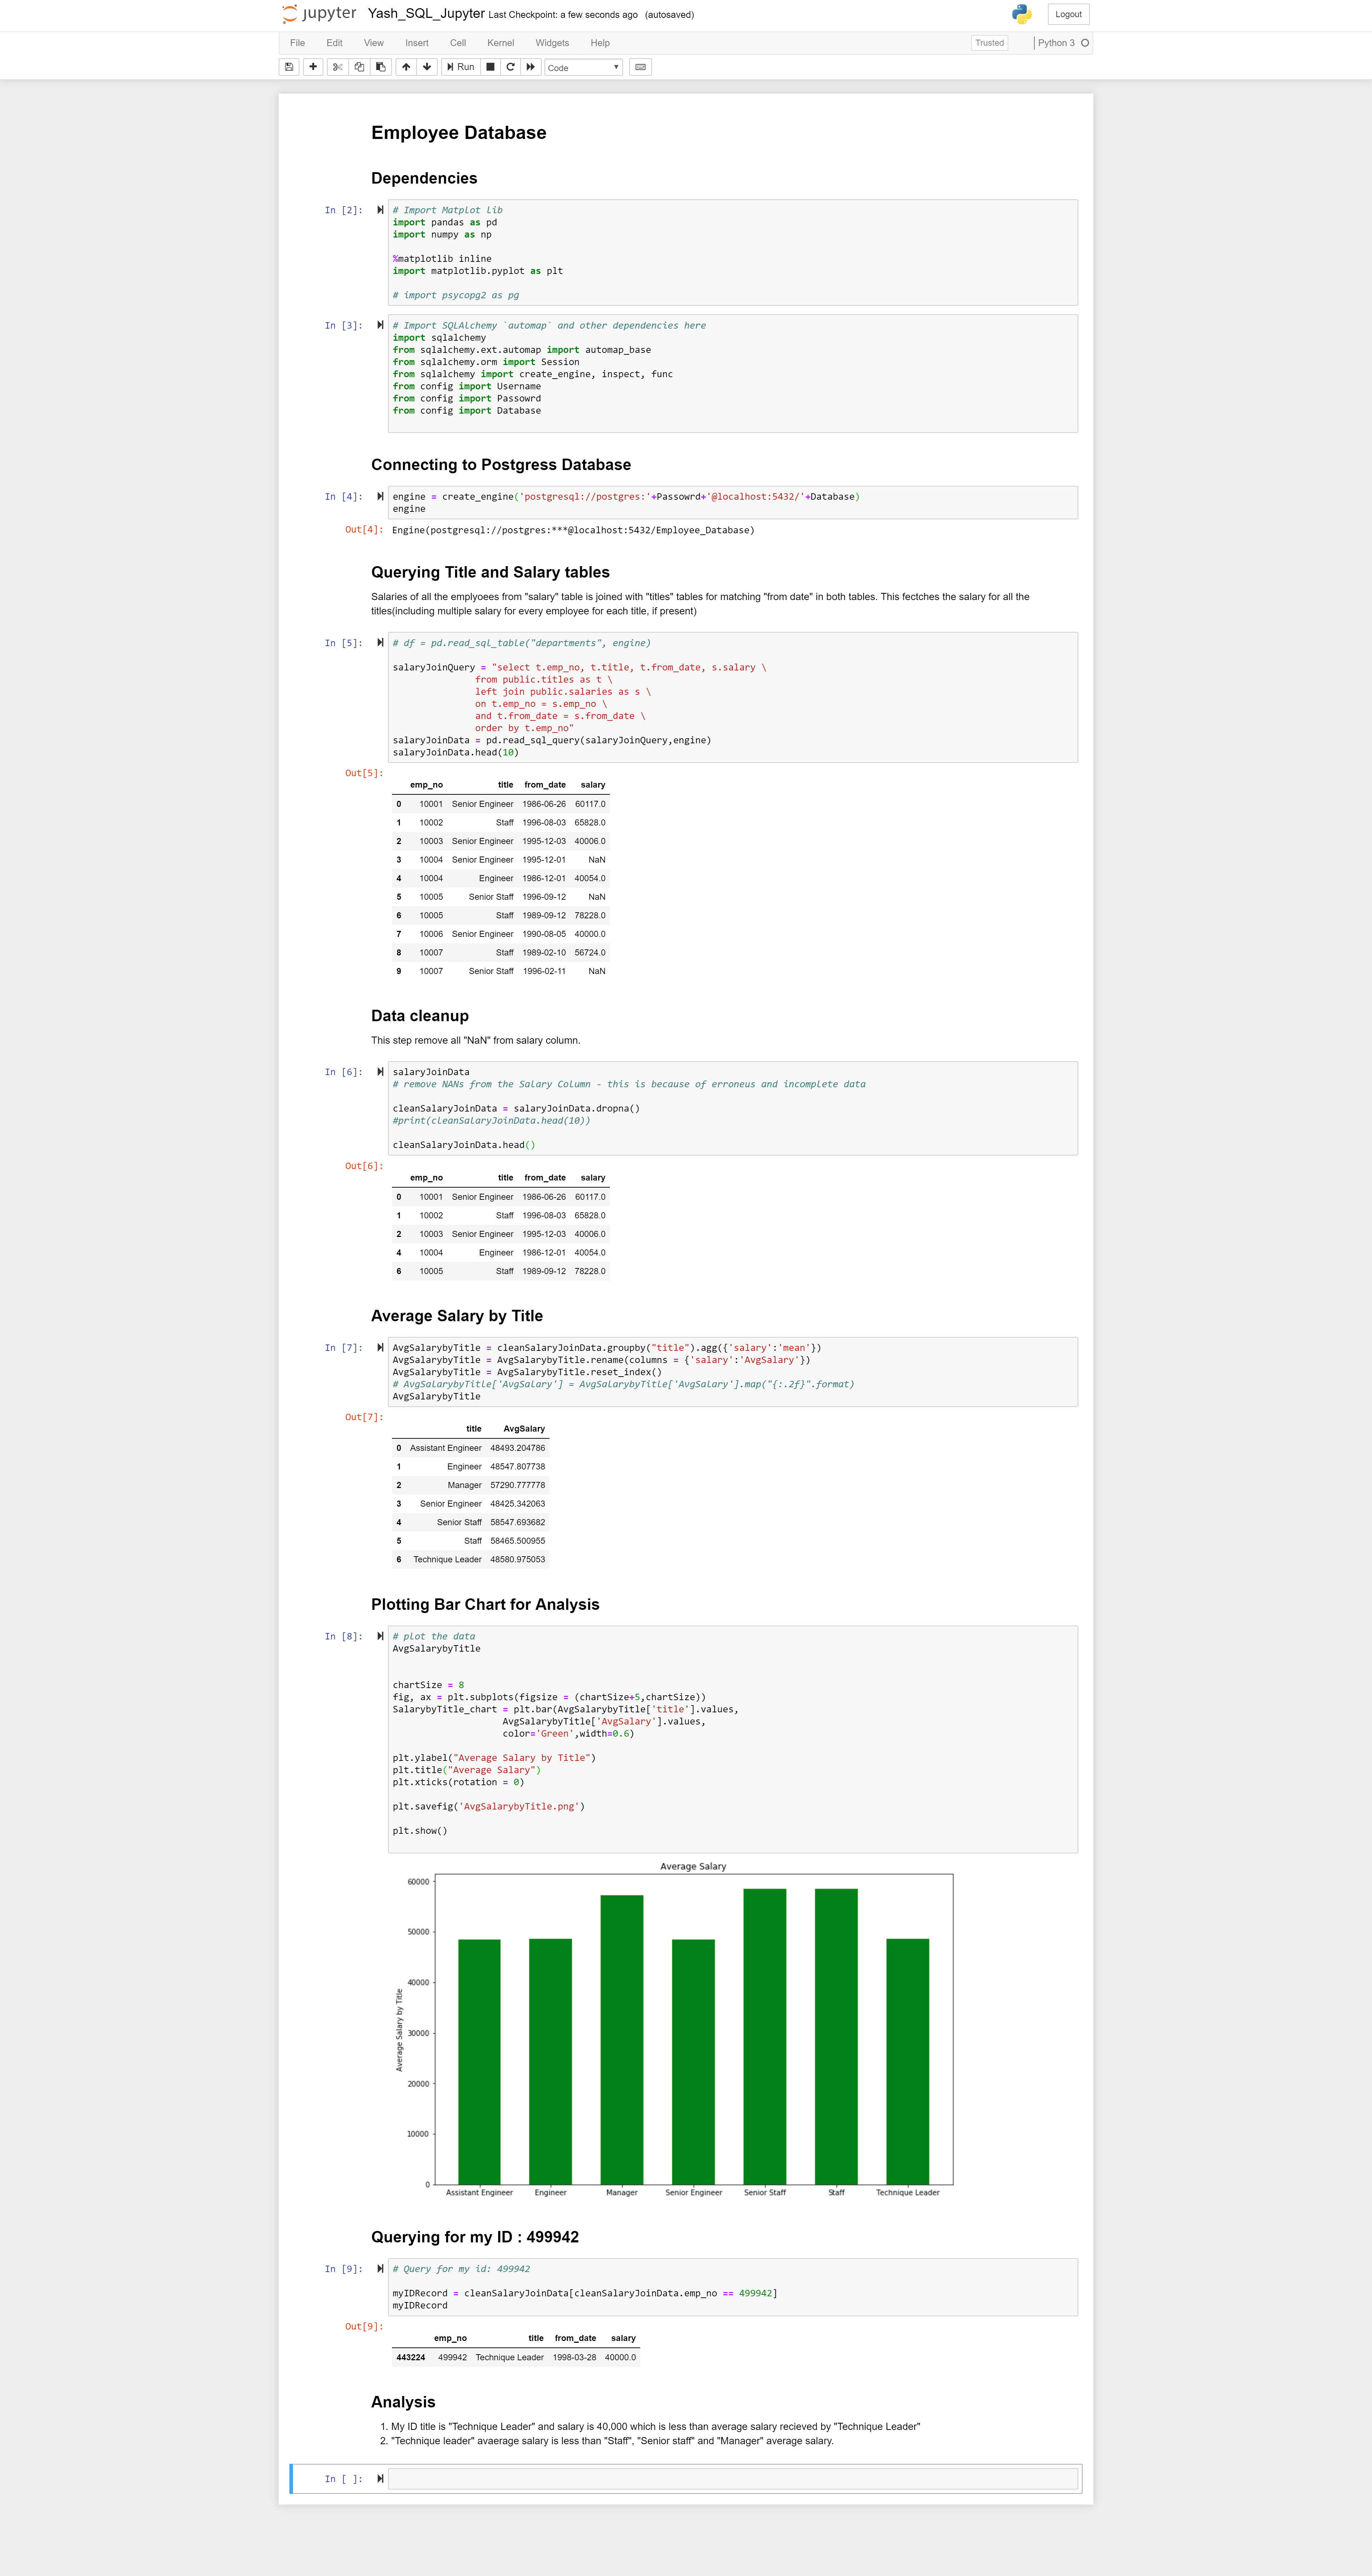 jupyter Yash_SQL_Jupyter Last Checkpoint: a few seconds ago (autosaved) Logout
File Edit View Insert Cell Kernel Widgets Help Trusted Python 3
Run Code
Employee Database
Dependencies
In [2]: # Import Matplot lib
import pandas as pd
import numpy as np
%matplotlib inline
import matplotlib.pyplot as plt
# import psycopg2 as pg
In [3]: # Import SQLAlchemy `automap` and other dependencies here
import sqlalchemy
from sqlalchemy.ext.automap import automap_base
from sqlalchemy.orm import Session
from sqlalchemy import create_engine, inspect, func
from config import Username
from config import Passowrd
from config import Database
Connecting to Postgress Database
In [4]: engine = create_engine('postgresql://postgres:'+Passowrd+'@localhost:5432/'+Database)
engine
Out[4]: Engine(postgresql://postgres:***@localhost:5432/Employee_Database)
Querying Title and Salary tables
Salaries of all the emplyoees from "salary" table is joined with "titles" tables for matching "from date" in both tables. This fectches the salary for all the
titles(including multiple salary for every employee for each title, if present)
In [5]: # df = pd.read_sql_table("departments", engine)
salaryJoinQuery = "select t.emp_no, t.title, t.from_date, s.salary \
from public.titles as t \
left join public.salaries as s \
on t.emp_no = s.emp_no \
and t.from_date = s.from_date \
order by t.emp_no"
salaryJoinData = pd.read_sql_query(salaryJoinQuery,engine)
salaryJoinData.head(10)
Out[5]:
emp_no title from_date salary
0 10001 Senior Engineer 1986-06-26 60117.0
1 10002 Staff 1996-08-03 65828.0
2 10003 Senior Engineer 1995-12-03 40006.0
3 10004 Senior Engineer 1995-12-01 NaN
4 10004 Engineer 1986-12-01 40054.0
5 10005 Senior Staff 1996-09-12 NaN
6 10005 Staff 1989-09-12 78228.0
7 10006 Senior Engineer 1990-08-05 40000.0
8 10007 Staff 1989-02-10 56724.0
9 10007 Senior Staff 1996-02-11 NaN
Data cleanup
This step remove all "NaN" from salary column.
In [6]: salaryJoinData
# remove NANs from the Salary Column - this is because of erroneus and incomplete data
cleanSalaryJoinData = salaryJoinData.dropna()
#print(cleanSalaryJoinData.head(10))
cleanSalaryJoinData.head()
Out[6]:
emp_no title from_date salary
0 10001 Senior Engineer 1986-06-26 60117.0
1 10002 Staff 1996-08-03 65828.0
2 10003 Senior Engineer 1995-12-03 40006.0
4 10004 Engineer 1986-12-01 40054.0
6 10005 Staff 1989-09-12 78228.0
Average Salary by Title
In [7]: AvgSalarybyTitle = cleanSalaryJoinData.groupby("title").agg({'salary':'mean'})
AvgSalarybyTitle = AvgSalarybyTitle.rename(columns = {'salary':'AvgSalary'})
AvgSalarybyTitle = AvgSalarybyTitle.reset_index()
# AvgSalarybyTitle['AvgSalary'] = AvgSalarybyTitle['AvgSalary'].map("{:.2f}".format)
AvgSalarybyTitle
Out[7]:
title AvgSalary
0 Assistant Engineer 48493.204786
1 Engineer 48547.807738
2 Manager 57290.777778
3 Senior Engineer 48425.342063
4 Senior Staff 58547.693682
5 Staff 58465.500955
6 Technique Leader 48580.975053
Plotting Bar Chart for Analysis
In [8]: # plot the data
AvgSalarybyTitle
chartSize = 8
fig, ax = plt.subplots(figsize = (chartSize+5,chartSize))
SalarybyTitle_chart = plt.bar(AvgSalarybyTitle['title'].values,
AvgSalarybyTitle['AvgSalary'].values,
color='Green',width=0.6)
plt.ylabel("Average Salary by Title")
plt.title("Average Salary")
plt.xticks(rotation = 0)
plt.savefig('AvgSalarybyTitle.png')
plt.show()
Average Salary
60000
50000
40000
30000
20000
10000
0
Average Salary by Title
Assistant Engineer Engineer Manager Senior Engineer Senior Staff Staff Technique Leader
Querying for my ID : 499942
In [9]: # Query for my id: 499942
myIDRecord = cleanSalaryJoinData[cleanSalaryJoinData.emp_no == 499942]
myIDRecord
Out[9]:
emp_no title from_date salary
443224 499942 Technique Leader 1998-03-28 40000.0
Analysis
1. My ID title is "Technique Leader" and salary is 40,000 which is less than average salary recieved by "Technique Leader"
2. "Technique leader" avaerage salary is less than "Staff", "Senior staff" and "Manager" average salary.
In [ ]: